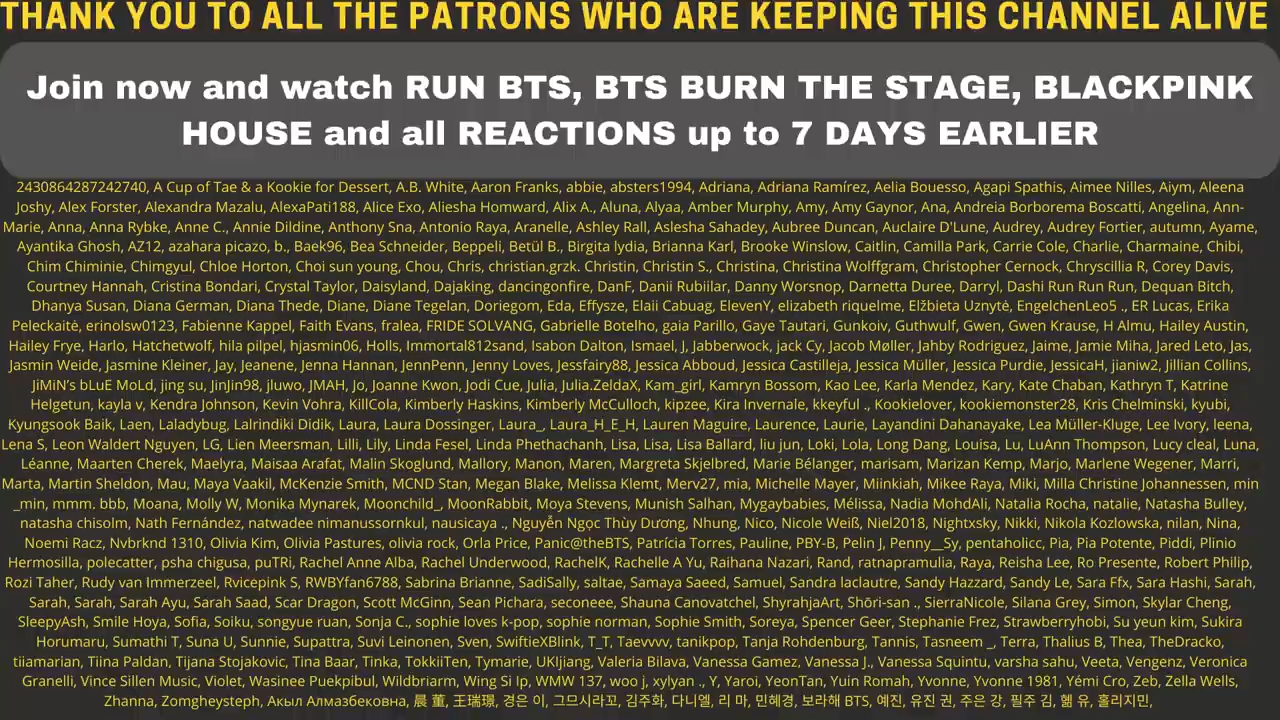 THANK YOU TO ALL THE PATRONS WHO ARE KEEPING THIS CHANNEL ALIVE
Join now and watch RUN BTS, BTS BURN THE STAGE, BLACKPINK
HOUSE and all REACTIONS up to 7 DAYS EARLIER
2430864287242740, A Cup of Tae & a Kookie for Dessert, A.B. White, Aaron Franks, abbie, absters1994, Adriana, Adriana Ramírez, Aelia Bouesso, Agapi Spathis, Aimee Nilles, Aiym, Aleena
Joshy, Alex Forster, Alexandra Mazalu, AlexaPati188, Alice Exo, Aliesha Homward, Alix A., Aluna, Alyaa, Amber Murphy, Amy, Amy Gaynor, Ana, Andreia Borborema Boscatti, Angelina, Ann-
Marie, Anna, Anna Rybke, Anne C., Annie Dildine, Anthony Sna, Antonio Raya, Aranelle, Ashley Rall, Aslesha Sahadey, Aubree Duncan, Auclaire D'Lune, Audrey, Audrey Fortier, autumn, Ayame,
Ayantika Ghosh, AZ12, azahara picazo, b., Baek96, Bea Schneider, Beppeli, Betül B., Birgita lydia, Brianna Karl, Brooke Winslow, Caitlin, Camilla Park, Carrie Cole, Charlie, Charmaine, Chibi,
Chim Chiminie, Chimgyul, Chloe Horton, Choi sun young, Chou, Chris, christian.grzk. Christin, Christin S., Christina, Christina Wolffgram, Christopher Cernock, Chryscillia R, Corey Davis,
Courtney Hannah, Cristina Bondari, Crystal Taylor, Daisyland, Dajaking, dancingonfire, DanF, Danii Rubiilar, Danny Worsnop, Darnetta Duree, Darryl, Dashi Run Run Run, Dequan Bitch,
Dhanya Susan, Diana German, Diana Thede, Diane, Diane Tegelan, Doriegom, Eda, Effysze, Elaii Cabuag, ElevenY, elizabeth riquelme, Elžbieta Uznytė, EngelchenLeo5 ., ER Lucas, Erika
Peleckaitė, erinolsw0123, Fabienne Kappel, Faith Evans, fralea, FRIDE SOLVANG, Gabrielle Botelho, gaia Parillo, Gaye Tautari, Gunkoiv, Guthwulf, Gwen, Gwen Krause, H Almu, Hailey Austin,
Hailey Frye, Harlo, Hatchetwolf, hila pilpel, hjasmin06, Holls, Immortal812sand, Isabon Dalton, Ismael, J, Jabberwock, jack Cy, Jacob Møller, Jahby Rodriguez, Jaime, Jamie Miha, Jared Leto, Jas,
Jasmin Weide, Jasmine Kleiner, Jay, Jeanene, Jenna Hannan, JennPenn, Jenny Loves, Jessfairy88, Jessica Abboud, Jessica Castilleja, Jessica Müller, Jessica Purdie, JessicaH, jianiw2, Jillian Collins,
JiMiN's bLuE MoLd, jing su, JinJin98, jluwo, JMAH, Jo, Joanne Kwon, Jodi Cue, Julia, Julia.ZeldaX, Kam_girl, Kamryn Bossom, Kao Lee, Karla Mendez, Kary, Kate Chaban, Kathryn T, Katrine
Helgetun, kayla v, Kendra Johnson, Kevin Vohra, KillCola, Kimberly Haskins, Kimberly McCulloch, kipzee, Kira Invernale, kkeyful ., Kookielover, kookiemonster28, Kris Chelminski, kyubi,
Kyungsook Baik, Laen, Laladybug, Lalrindiki Didik, Laura, Laura Dossinger, Laura_, Laura_H_E_H, Lauren Maguire, Laurence, Laurie, Layandini Dahanayake, Lea Müller-Kluge, Lee Ivory, leena,
Lena S, Leon Waldert Nguyen, LG, Lien Meersman, Lilli, Lily, Linda Fesel, Linda Phethachanh, Lisa, Lisa, Lisa Ballard, liu jun, Loki, Lola, Long Dang, Louisa, Lu, LuAnn Thompson, Lucy cleal, Luna,
Léanne, Maarten Cherek, Maelyra, Maisaa Arafat, Malin Skoglund, Mallory, Manon, Maren, Margreta Skjelbred, Marie Bélanger, marisam, Marizan Kemp, Marjo, Marlene Wegener, Marri,
Marta, Martin Sheldon, Mau, Maya Vaakil, McKenzie Smith, MCND Stan, Megan Blake, Melissa Klemt, Merv27, mia, Michelle Mayer, Miinkiah, Mikee Raya, Miki, Milla Christine Johannessen, min
_min, mmm. bbb, Moana, Molly W, Monika Mynarek, Moonchild_, MoonRabbit, Moya Stevens, Munish Salhan, Mygaybabies, Mélissa, Nadia MohdAli, Natalia Rocha, natalie, Natasha Bulley,
natasha chisolm, Nath Fernández, natwadee nimanussornkul, nausicaya ., Nguyễn Ngọc Thùy Dương, Nhung, Nico, Nicole Weiß, Niel2018, Nightxsky, Nikki, Nikola Kozlowska, nilan, Nina,
Noemi Racz, Nvbrknd 1310, Olivia Kim, Olivia Pastures, olivia rock, Orla Price, Panic@theBTS, Patrícia Torres, Pauline, PBY-B, Pelin J, Penny__Sy, pentaholicc, Pia, Pia Potente, Piddi, Plinio
Hermosilla, polecatter, psha chigusa, puTRi, Rachel Anne Alba, Rachel Underwood, RachelK, Rachelle A Yu, Raihana Nazari, Rand, ratnapramulia, Raya, Reisha Lee, Ro Presente, Robert Philip,
Rozi Taher, Rudy van Immerzeel, Rvicepink S, RWBYfan6788, Sabrina Brianne, SadiSally, saltae, Samaya Saeed, Samuel, Sandra laclautre, Sandy Hazzard, Sandy Le, Sara Ffx, Sara Hashi, Sarah,
Sarah, Sarah, Sarah Ayu, Sarah Saad, Scar Dragon, Scott McGinn, Sean Pichara, seconeee, Shauna Canovatchel, ShyrahjaArt, Shōri-san ., SierraNicole, Silana Grey, Simon, Skylar Cheng,
SleepyAsh, Smile Hoya, Sofia, Soiku, songyue ruan, Sonja C., sophie loves k-pop, sophie norman, Sophie Smith, Soreya, Spencer Geer, Stephanie Frez, Strawberryhobi, Su yeun kim, Sukira
Horumaru, Sumathi T, Suna U, Sunnie, Supattra, Suvi Leinonen, Sven, SwiftieXBlink, T_T, Taevvvv, tanikpop, Tanja Rohdenburg, Tannis, Tasneem _, Terra, Thalius B, Thea, TheDracko,
tiiamarian, Tiina Paldan, Tijana Stojakovic, Tina Baar, Tinka, TokkiiTen, Tymarie, UKIjiang, Valeria Bilava, Vanessa Gamez, Vanessa J., Vanessa Squintu, varsha sahu, Veeta, Vengenz, Veronica
Granelli, Vince Sillen Music, Violet, Wasinee Puekpibul, Wildbriarm, Wing Si Ip, WMW 137, woo j, xylyan ., Y, Yaroi, YeonTan, Yuin Romah, Yvonne, Yvonne 1981, Yémi Cro, Zeb, Zella Wells,
Zhanna, Zomgheysteph, Акыл Алмазбековна, 晨 董, 王瑞璟, 경은 이, 그므시라꼬, 김주화, 다니엘, 리 마, 민혜경, 보라해 BTS, 예진, 유진 권, 주은 강, 필주 김, 혦 유, 홀리지민,